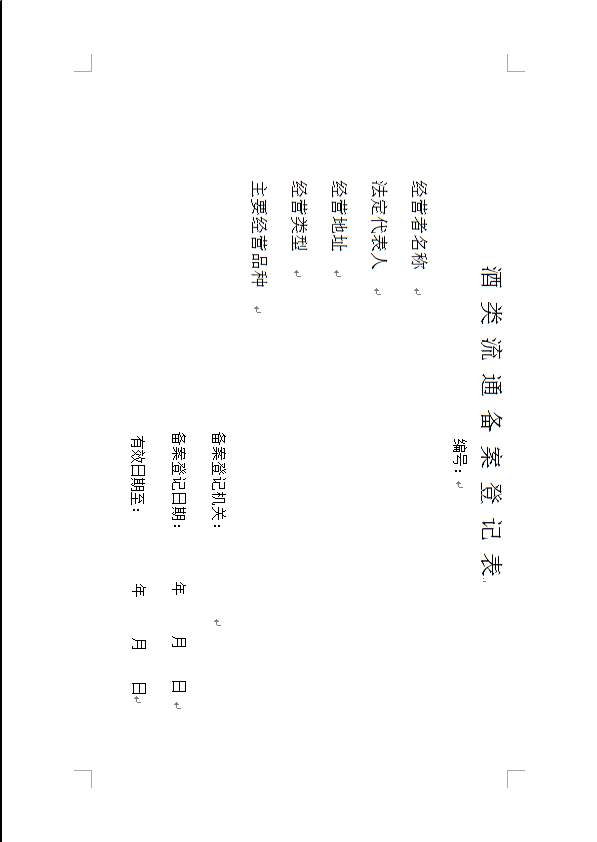 酒类流通备案登记表
编号：
经营者名称
法定代表人
经营地址
经营类型
主要经营品种
备案登记机关：
备案登记日期： 年 月 日
有效日期至： 年 月 日